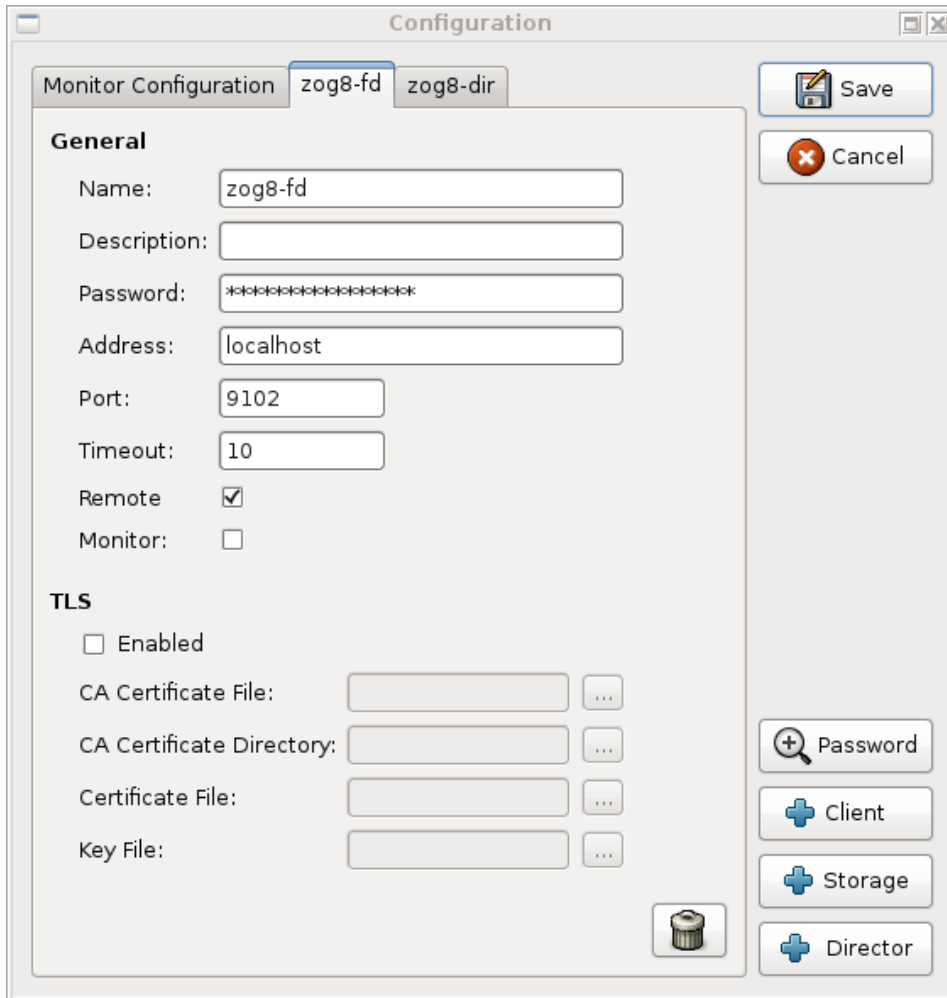 Configuration
Monitor Configuration zog8-fd zog8-dir
Save
Cancel
General
Name: zog8-fd
Description:
Password: ****************
Address: localhost
Port: 9102
Timeout: 10
Remote
Monitor:
TLS
Enabled
CA Certificate File: ...
CA Certificate Directory: ...
Certificate File: ...
Key File: ...
Password
Client
Storage
Director